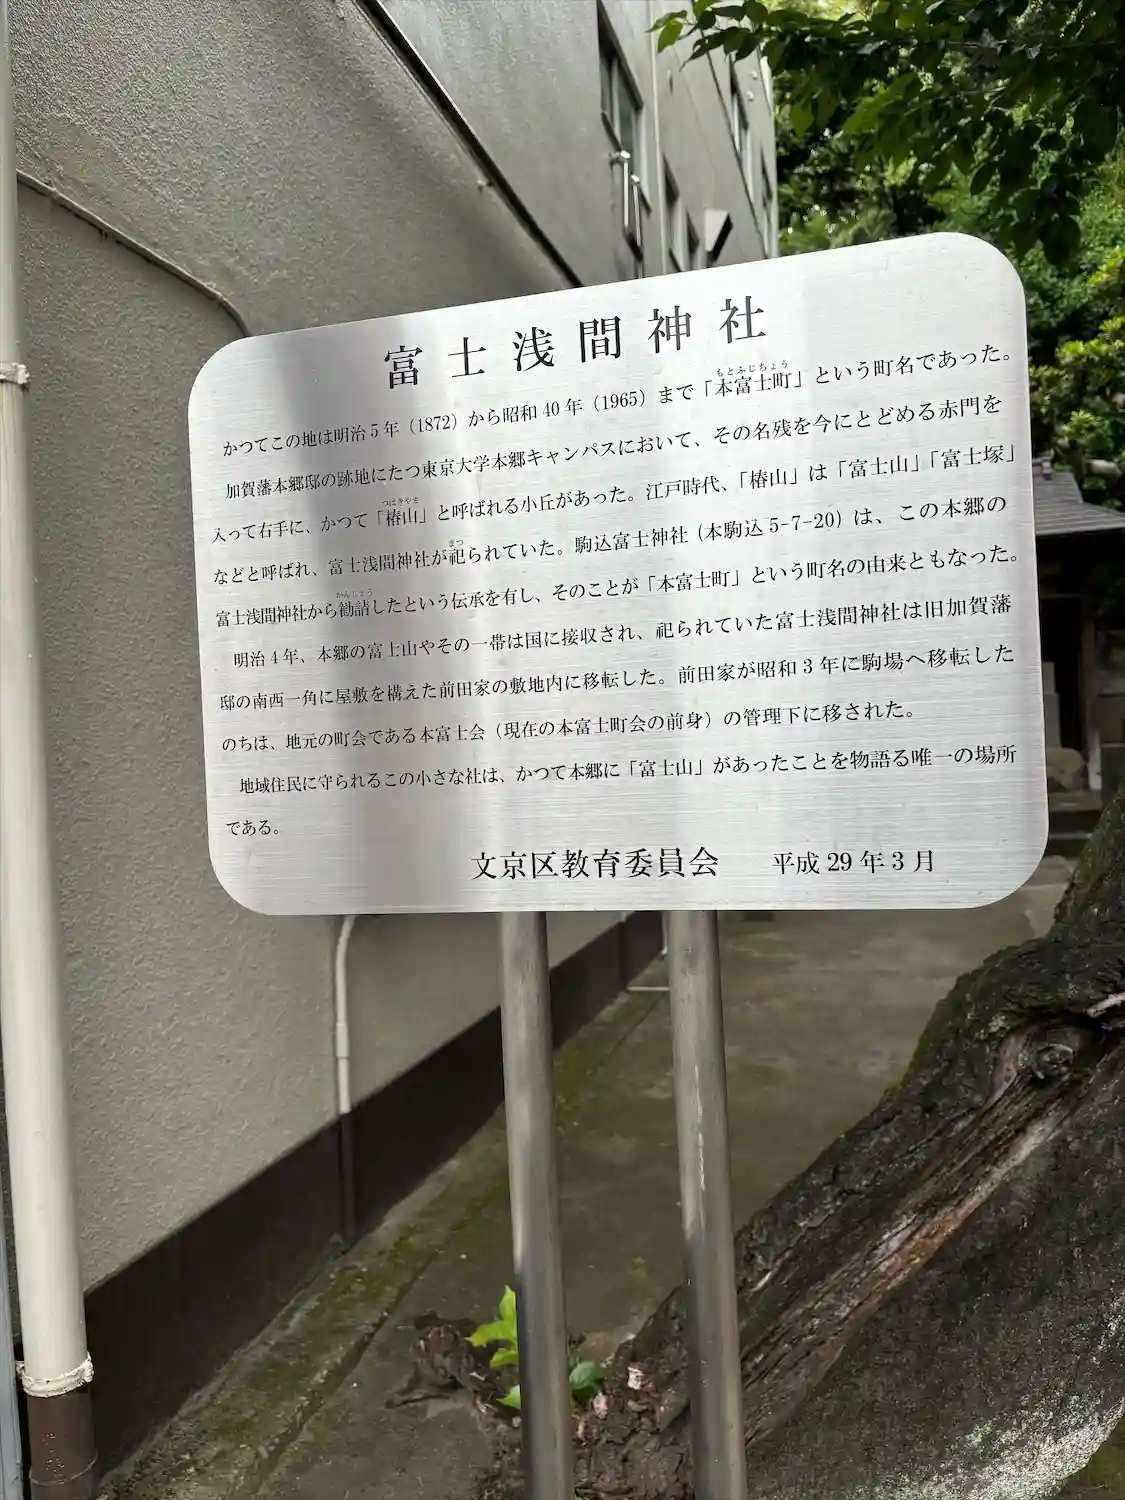 富士浅間神社
かつてこの地は明治5年（1872）から昭和40年（1965）まで「本富士町」という町名であった。
もとふじちょう
加賀藩本郷邸の跡地にたつ東京大学本郷キャンパスにおいて、その名残を今にとどめる赤門を
入って右手に、かつて「椿山」と呼ばれる小丘があった。江戸時代、「椿山」は「富士山」「富士塚」
つばきやま
などと呼ばれ、富士浅間神社が祀られていた。駒込富士神社（本駒込5-7-20）は、この本郷の
まつ
富士浅間神社から勧請したという伝承を有し、そのことが「本富士町」という町名の由来ともなった。
かんじょう
明治4年、本郷の富士山やその一帯は国に接収され、祀られていた富士浅間神社は旧加賀藩
邸の南西一角に屋敷を構えた前田家の敷地内に移転した。前田家が昭和3年に駒場へ移転した
のちは、地元の町会である本富士会（現在の本富士町会の前身）の管理下に移された。
地域住民に守られるこの小さな社は、かつて本郷に「富士山」があったことを物語る唯一の場所
である。
文京区教育委員会　平成29年3月